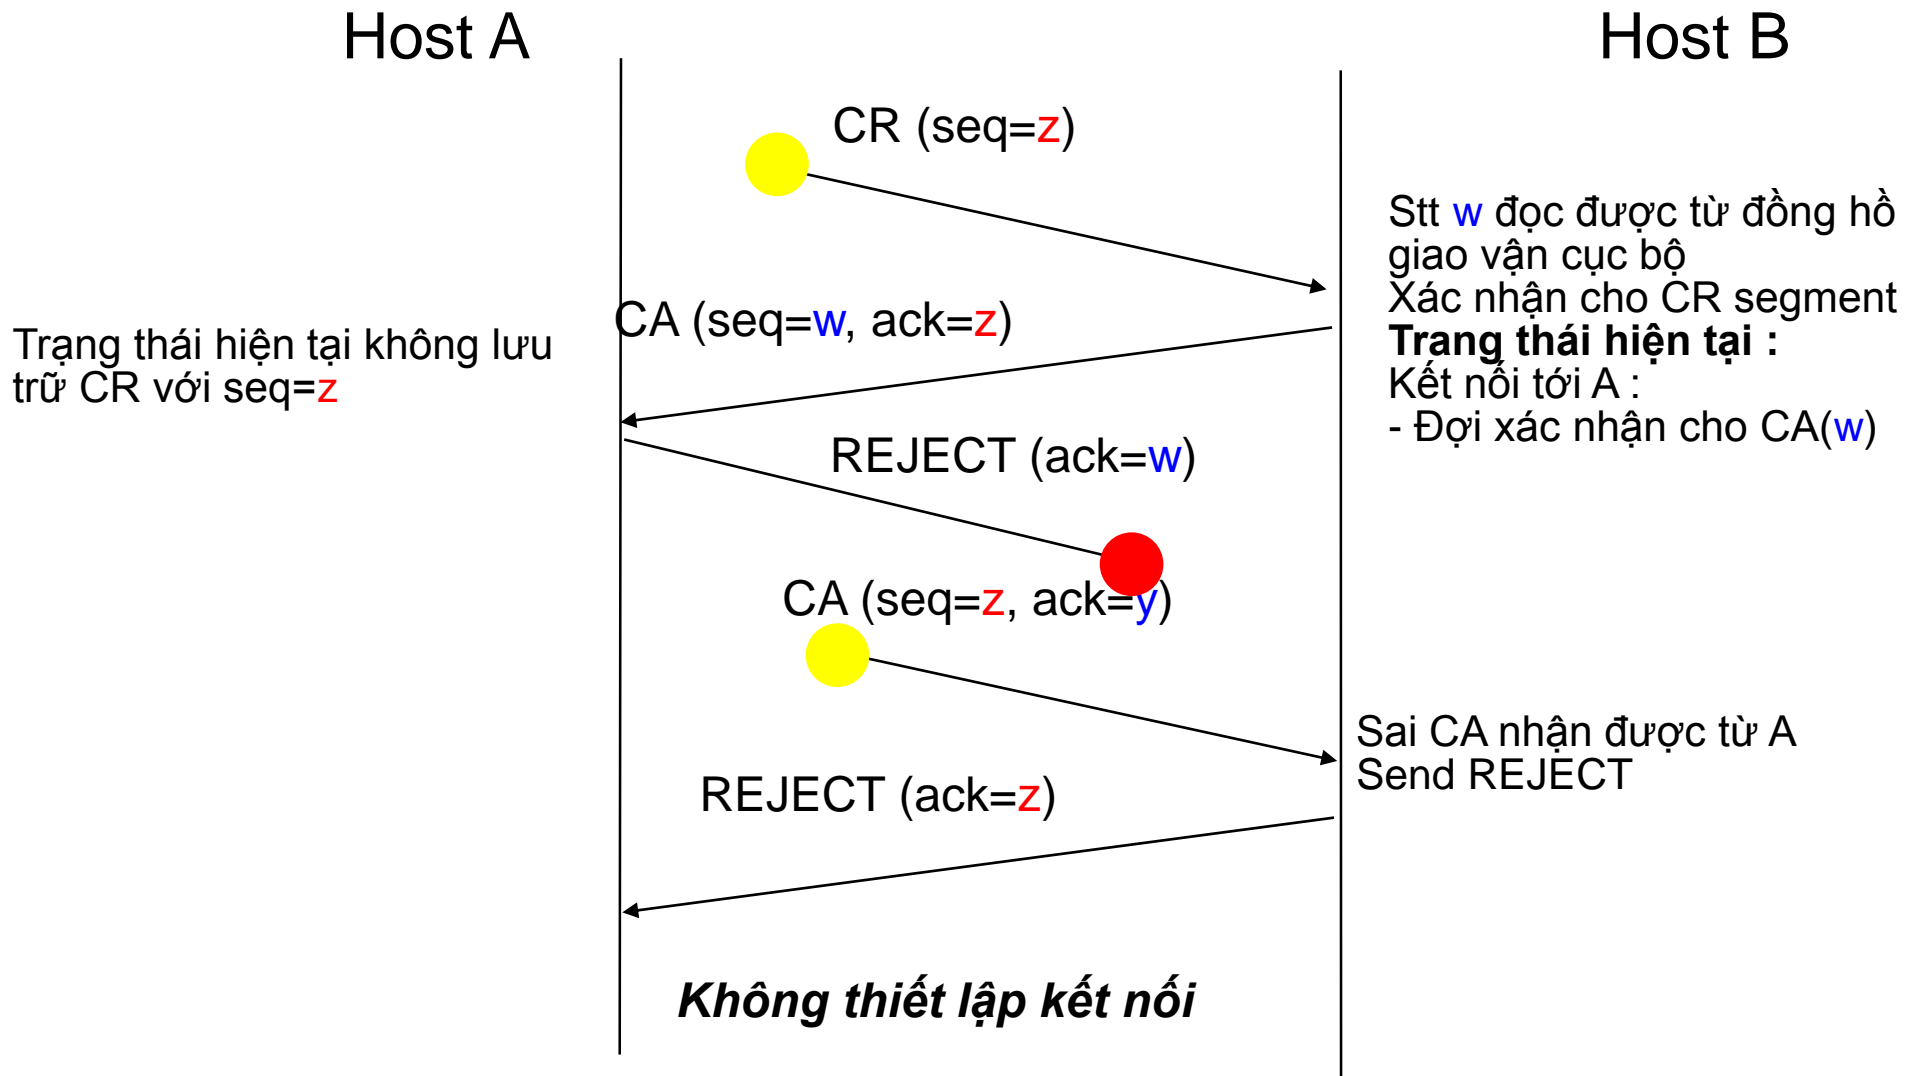 Host A
Host B
CR (seq=z)
Stt w đọc được từ đồng hồ
giao vận cục bộ
Xác nhận cho CR segment
Trạng thái hiện tại :
Kết nối tới A :
- Đợi xác nhận cho CA(w)
CA (seq=w, ack=z)
Trạng thái hiện tại không lưu
trữ CR với seq=z
REJECT (ack=w)
CA (seq=z, ack=y)
Sai CA nhận được từ A
Send REJECT
REJECT (ack=z)
Không thiết lập kết nối